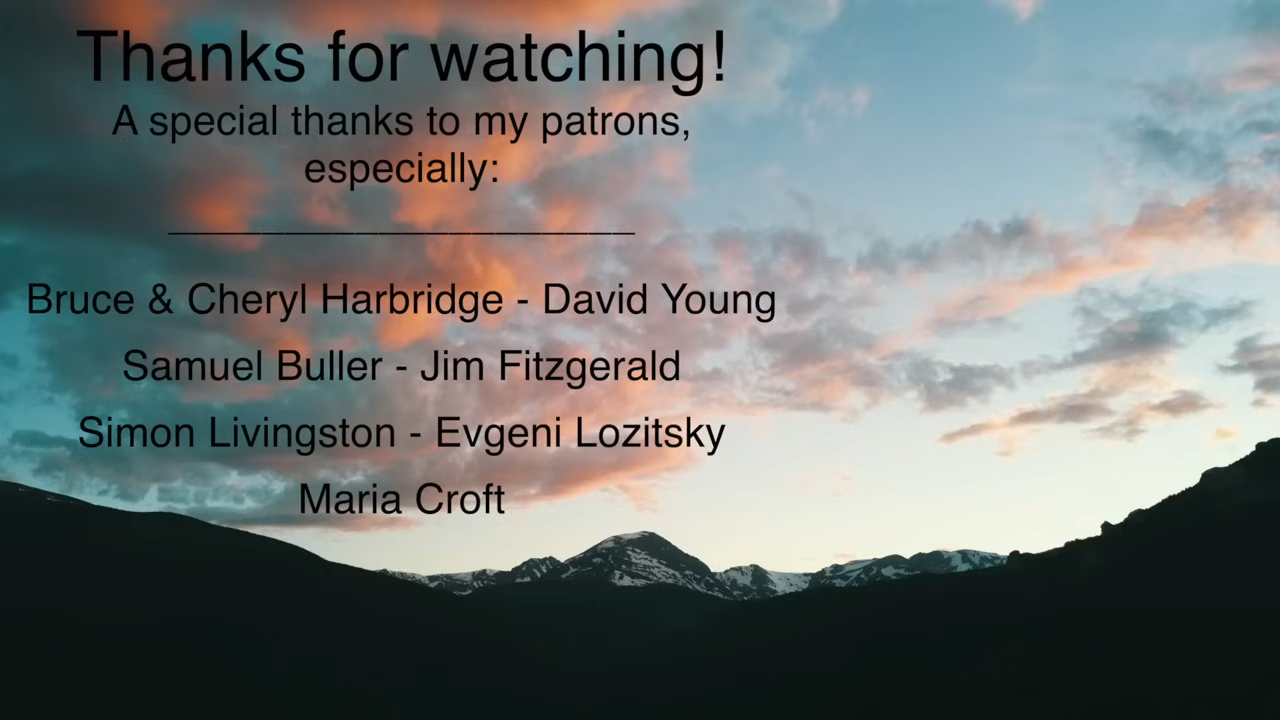 Thanks for watching!
A special thanks to my patrons,
especially:
Bruce & Cheryl Harbridge - David Young
Samuel Buller - Jim Fitzgerald
Simon Livingston - Evgeni Lozitsky
Maria Croft